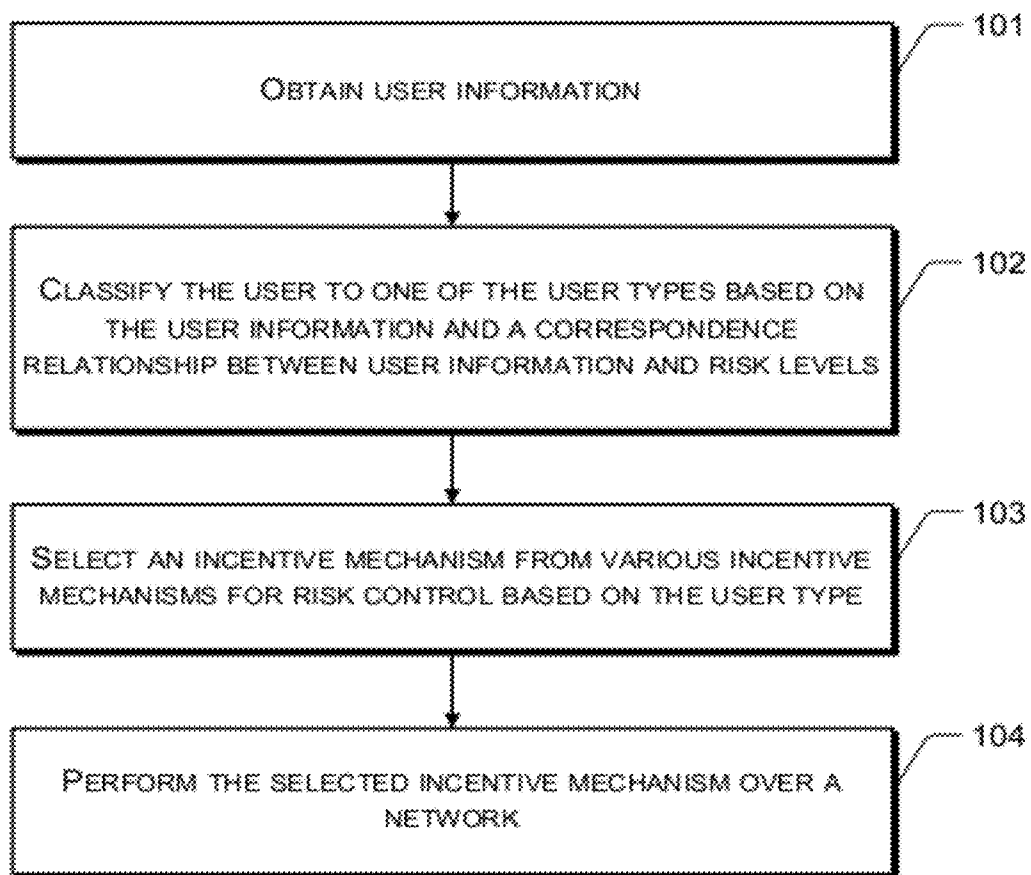 101
OBTAIN USER INFORMATION
102
CLASSIFY THE USER TO ONE OF THE USER TYPES BASED ON
THE USER INFORMATION AND A CORRESPONDENCE
RELATIONSHIP BETWEEN USER INFORMATION AND RISK LEVELS
103
SELECT AN INCENTIVE MECHANISM FROM VARIOUS INCENTIVE
MECHANISMS FOR RISK CONTROL BASED ON THE USER TYPE
104
PERFORM THE SELECTED INCENTIVE MECHANISM OVER A
NETWORK